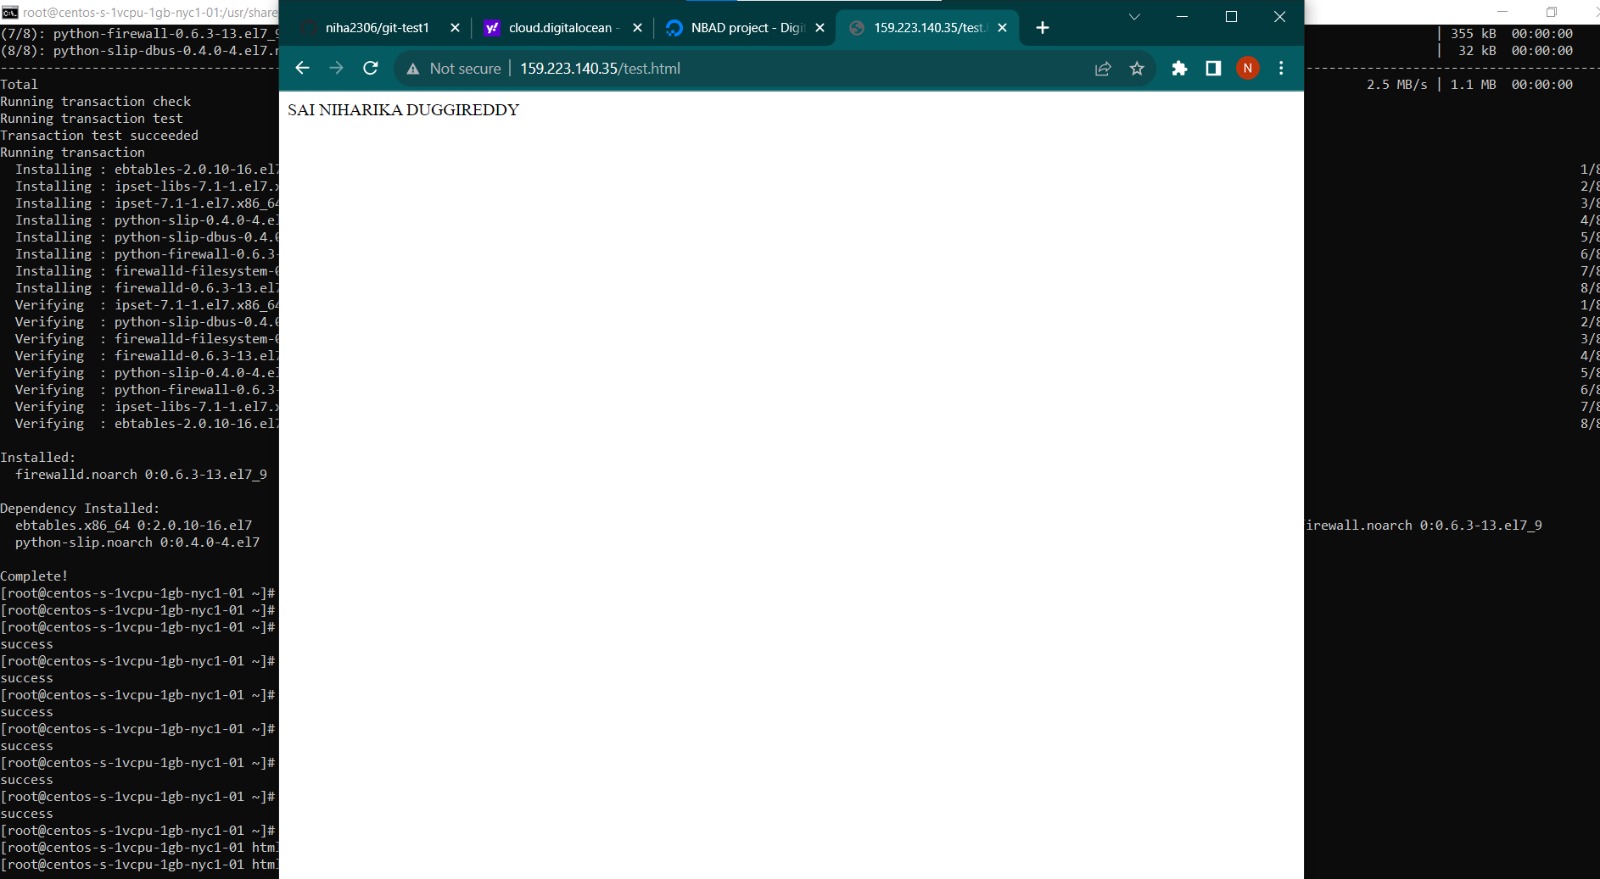 root@centos-s-1vcpu-1gb-nyc1-01:/usr/share
niha2306/git-test1
cloud.digitalocean -
NBAD project - Digit
159.223.140.35/test.
Not secure | 159.223.140.35/test.html
N
SAI NIHARIKA DUGGIREDDY
(7/8): python-firewall-0.6.3-13.el7_9 | 355 kB 00:00:00
(8/8): python-slip-dbus-0.4.0-4.el7.n | 32 kB 00:00:00
Total 2.5 MB/s | 1.1 MB 00:00:00
Running transaction check
Running transaction test
Transaction test succeeded
Running transaction
Installing : ebtables-2.0.10-16.el7 1/8
Installing : ipset-libs-7.1-1.el7.x 2/8
Installing : ipset-7.1-1.el7.x86_64 3/8
Installing : python-slip-0.4.0-4.el 4/8
Installing : python-slip-dbus-0.4.0 5/8
Installing : python-firewall-0.6.3- 6/8
Installing : firewalld-filesystem-0 7/8
Installing : firewalld-0.6.3-13.el7 8/8
Verifying : ipset-7.1-1.el7.x86_64 1/8
Verifying : python-slip-dbus-0.4.0 2/8
Verifying : firewalld-filesystem-0 3/8
Verifying : firewalld-0.6.3-13.el7 4/8
Verifying : python-slip-0.4.0-4.el 5/8
Verifying : python-firewall-0.6.3- 6/8
Verifying : ipset-libs-7.1-1.el7.x 7/8
Verifying : ebtables-2.0.10-16.el7 8/8
Installed:
firewalld.noarch 0:0.6.3-13.el7_9
Dependency Installed:
ebtables.x86_64 0:2.0.10-16.el7 irewall.noarch 0:0.6.3-13.el7_9
python-slip.noarch 0:0.4.0-4.el7
Complete!
[root@centos-s-1vcpu-1gb-nyc1-01 ~]#
[root@centos-s-1vcpu-1gb-nyc1-01 ~]#
[root@centos-s-1vcpu-1gb-nyc1-01 ~]#
success
[root@centos-s-1vcpu-1gb-nyc1-01 ~]#
success
[root@centos-s-1vcpu-1gb-nyc1-01 ~]#
success
[root@centos-s-1vcpu-1gb-nyc1-01 ~]#
success
[root@centos-s-1vcpu-1gb-nyc1-01 ~]#
success
[root@centos-s-1vcpu-1gb-nyc1-01 ~]#
success
[root@centos-s-1vcpu-1gb-nyc1-01 ~]#
[root@centos-s-1vcpu-1gb-nyc1-01 html
[root@centos-s-1vcpu-1gb-nyc1-01 html